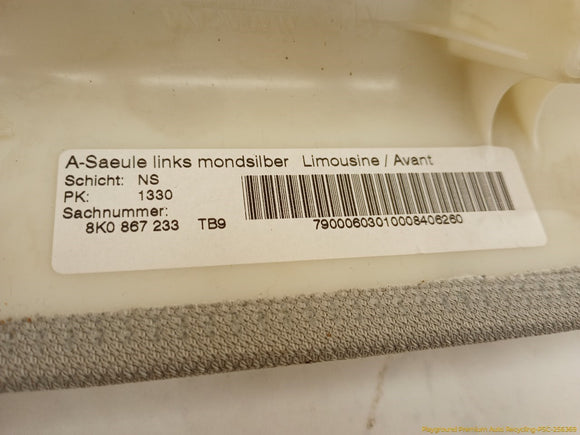 A-Saeule links mondsilber Limousine / Avant
Schicht: NS
PK: 1330
Sachnummer:
8K0 867 233 TB9
79000603010008406260
Playground Premium Auto Recycling-PSC-258369